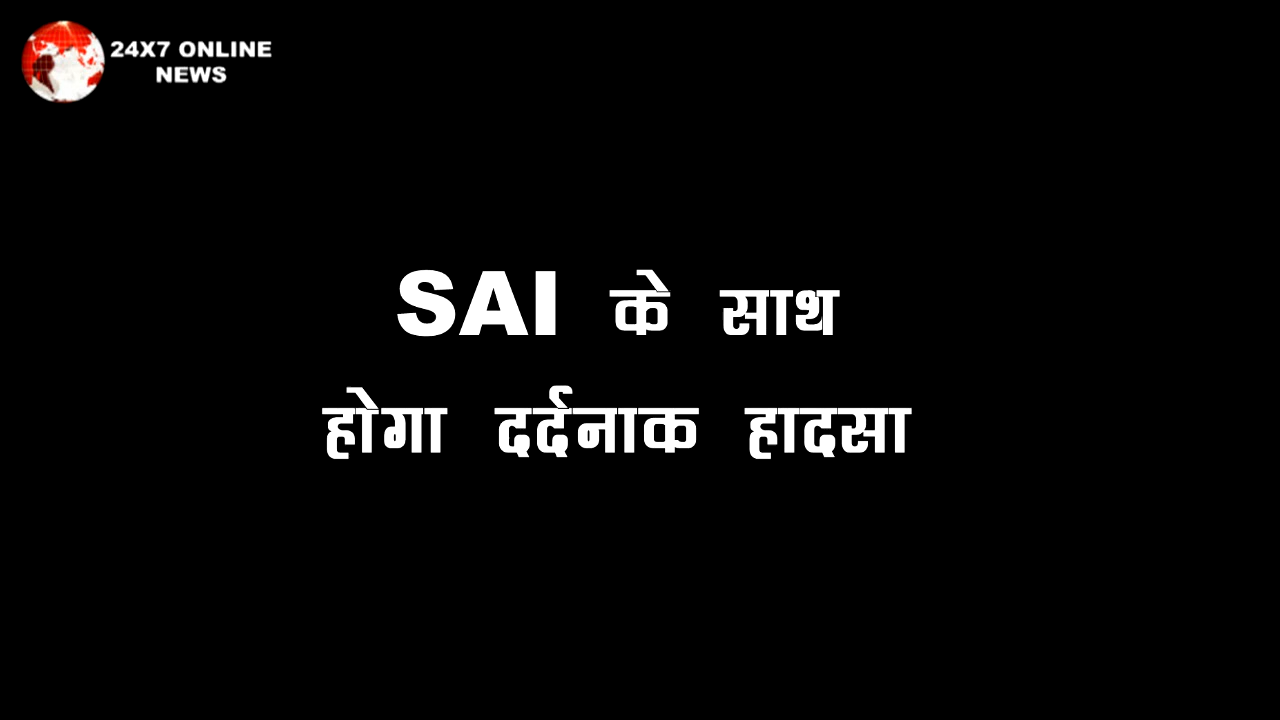 24X7 ONLINE
NEWS
SAI के साथ
होगा दर्दनाक हादसा